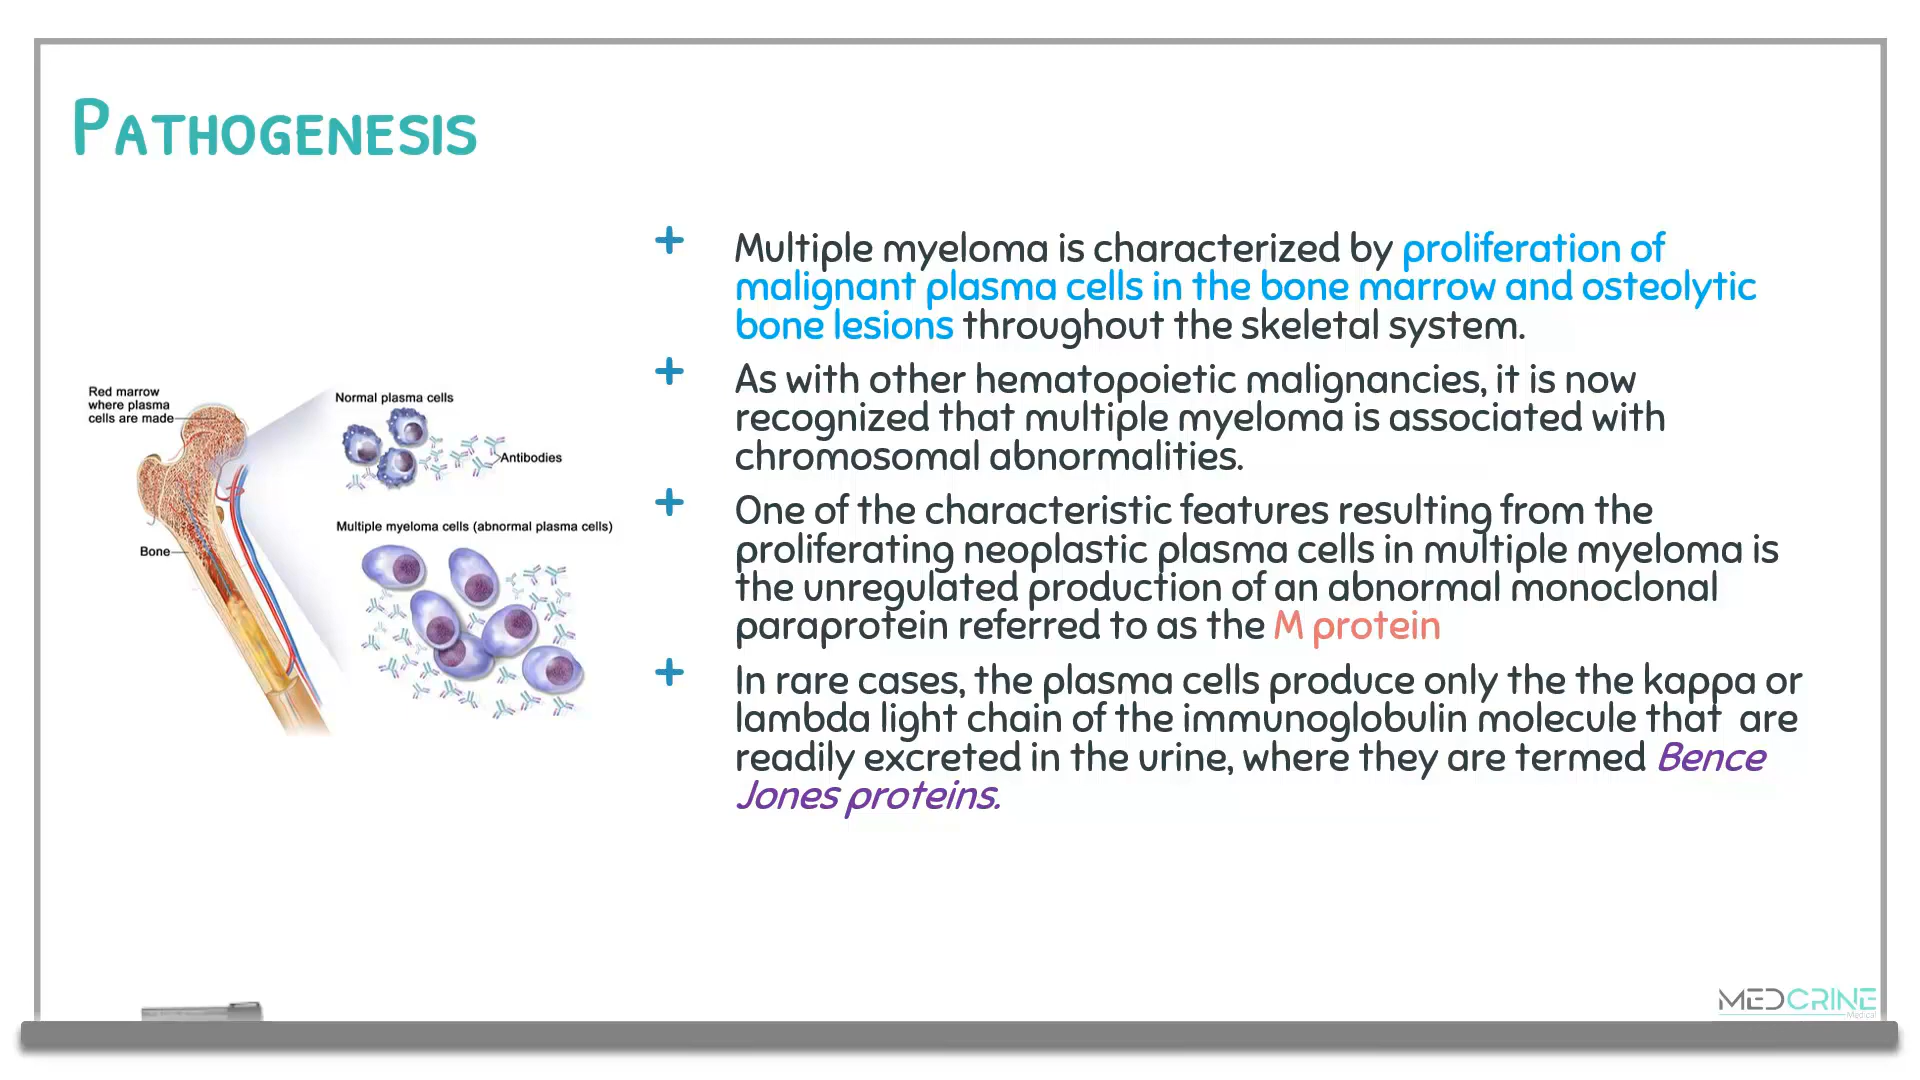 PATHOGENESIS
+ Multiple myeloma is characterized by proliferation of
malignant plasma cells in the bone marrow and osteolytic
bone lesions throughout the skeletal system.
+ As with other hematopoietic malignancies, it is now
recognized that multiple myeloma is associated with
chromosomal abnormalities.
+ One of the characteristic features resulting from the
proliferating neoplastic plasma cells in multiple myeloma is
the unregulated production of an abnormal monoclonal
paraprotein referred to as the M protein
+ In rare cases, the plasma cells produce only the the kappa or
lambda light chain of the immunoglobulin molecule that are
readily excreted in the urine, where they are termed Bence
Jones proteins.
Red marrow
where plasma
cells are made
Normal plasma cells
Antibodies
Multiple myeloma cells (abnormal plasma cells)
Bone
MEDCRINE
Medical